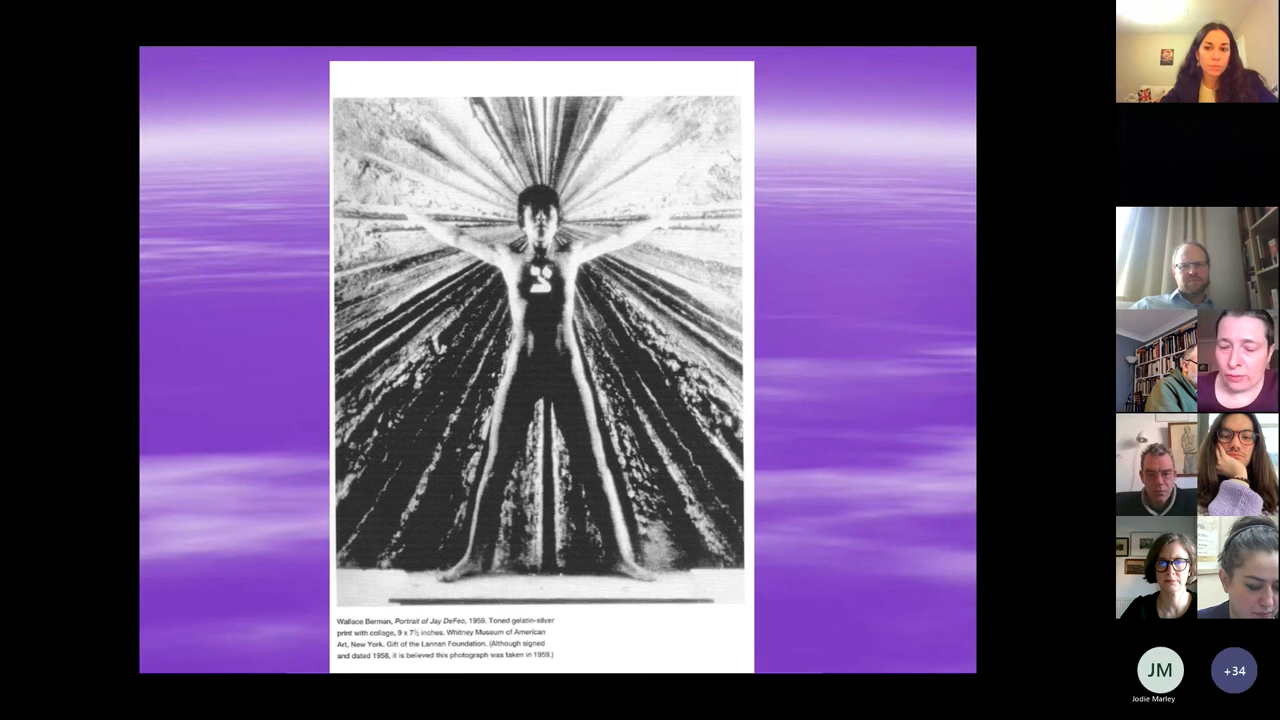 צ
Wallace Berman, Portrait of Jay DeFeo, 1959. Toned gelatin-silver
print with collage, 9 x 7½ inches. Whitney Museum of American
Art, New York. Gift of the Lannan Foundation. (Although signed
and dated 1958, it is believed this photograph was taken in 1959.)
JM
+34
Jodie Marley